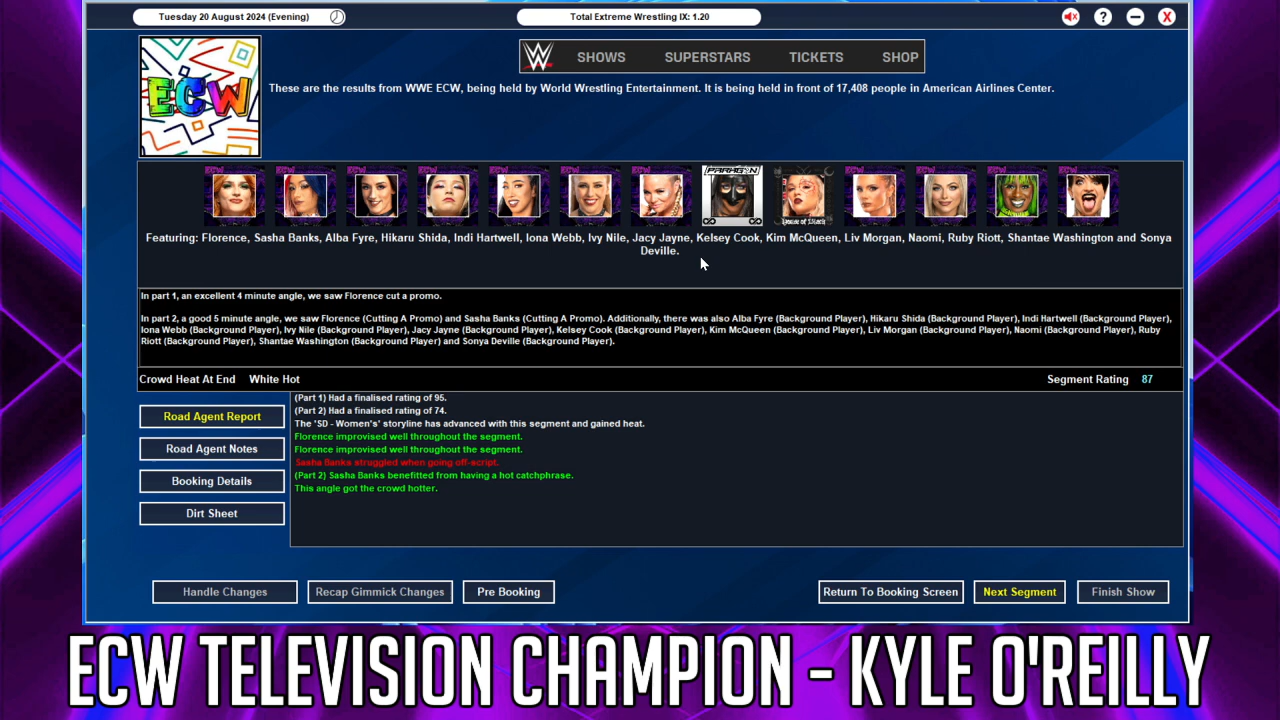 Tuesday 20 August 2024 (Evening)
Total Extreme Wrestling IX: 1.20
?
X
ECW
W
SHOWS
SUPERSTARS
TICKETS
SHOP
These are the results from WWE ECW, being held by World Wrestling Entertainment. It is being held in front of 17,408 people in American Airlines Center.
PARAGON
House of Black
Featuring: Florence, Sasha Banks, Alba Fyre, Hikaru Shida, Indi Hartwell, Iona Webb, Ivy Nile, Jacy Jayne, Kelsey Cook, Kim McQueen, Liv Morgan, Naomi, Ruby Riott, Shantae Washington and Sonya
Deville.
In part 1, an excellent 4 minute angle, we saw Florence cut a promo.
In part 2, a good 5 minute angle, we saw Florence (Cutting A Promo) and Sasha Banks (Cutting A Promo). Additionally, there was also Alba Fyre (Background Player), Hikaru Shida (Background Player), Indi Hartwell (Background Player),
Iona Webb (Background Player), Ivy Nile (Background Player), Jacy Jayne (Background Player), Kelsey Cook (Background Player), Kim McQueen (Background Player), Liv Morgan (Background Player), Naomi (Background Player), Ruby
Riott (Background Player), Shantae Washington (Background Player) and Sonya Deville (Background Player).
Crowd Heat At End White Hot
Segment Rating 87
Road Agent Report
Road Agent Notes
Booking Details
Dirt Sheet
(Part 1) Had a finalised rating of 95.
(Part 2) Had a finalised rating of 74.
The 'SD - Women's' storyline has advanced with this segment and gained heat.
Florence improvised well throughout the segment.
Florence improvised well throughout the segment.
Sasha Banks struggled when going off-script.
(Part 2) Sasha Banks benefitted from having a hot catchphrase.
This angle got the crowd hotter.
Handle Changes
Recap Gimmick Changes
Pre Booking
Return To Booking Screen
Next Segment
Finish Show
ECW TELEVISION CHAMPION - KYLE O'REILLY